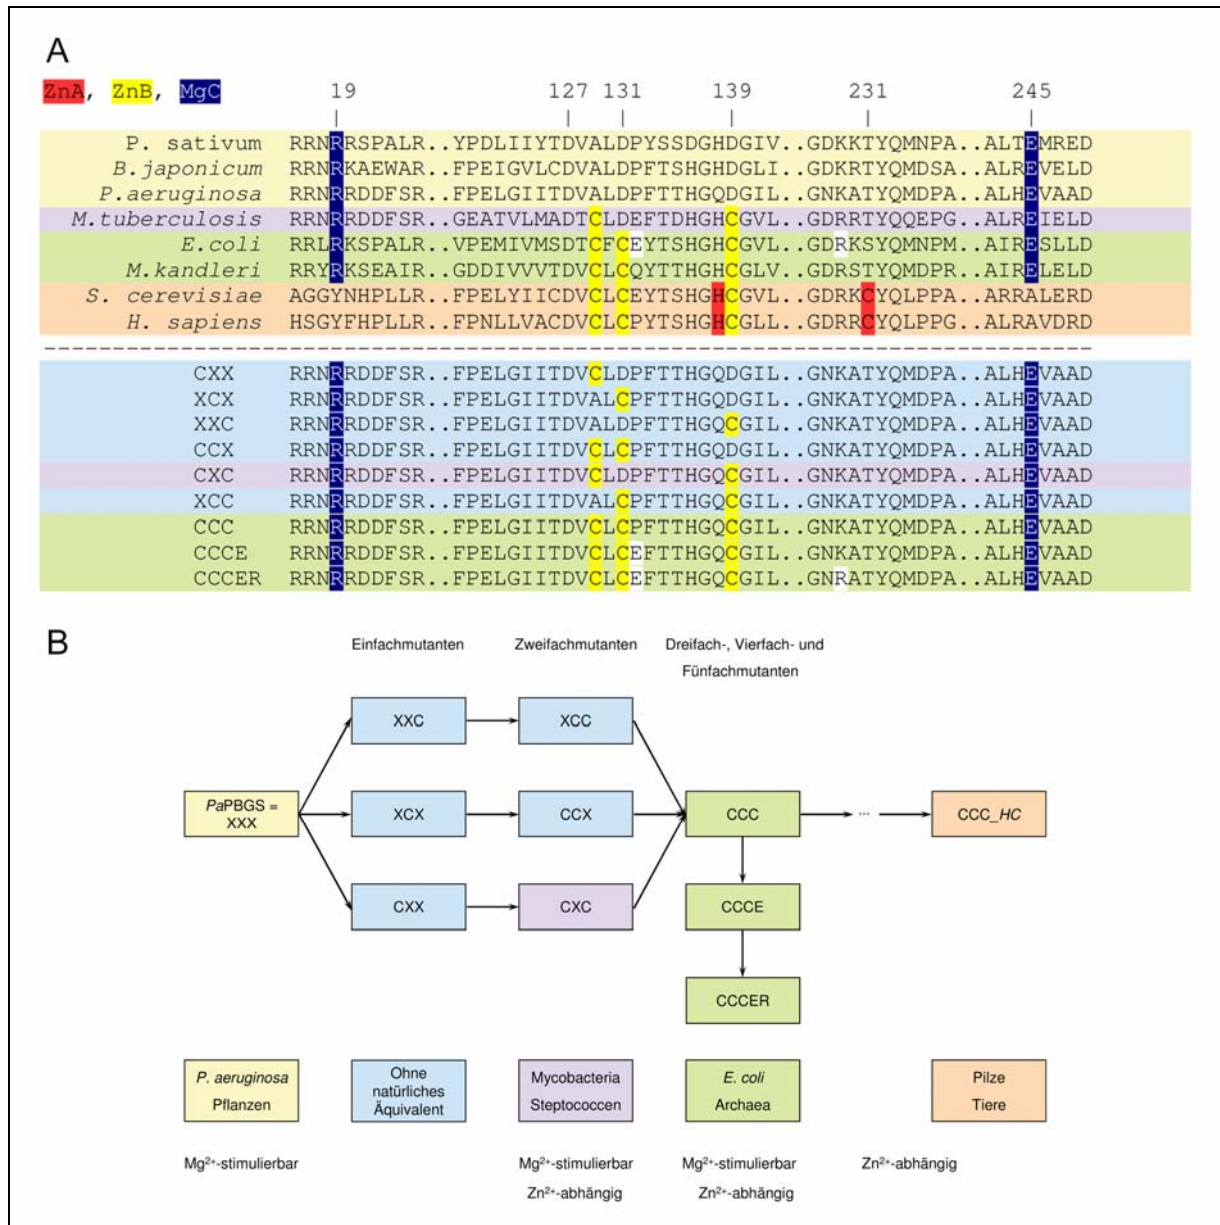 A
ZnA, ZnB, MgC 19 127 131 139 231 245
P. sativum RRNRRSPALR..YPDLIIYTDVALDPYSSDGHDGIV..GDKKTYQMNPA..ALTEMRED
B.japonicum RRNRKAEWAR..FPEIGVLCDVALDPFTSHGHDGLI..GDKRTYQMDSA..ALREVELD
P.aeruginosa RRNRRDDFSR..FPELGIITDVALDPFTTHGQDGIL..GNKATYQMDPA..ALHEVAAD
M.tuberculosis RRNRRDDFSR..GEATVLMADTCLDEFTDHGHCGVL..GDRRTYQQEPG..ALREIELD
E.coli RRLRKSPALR..VPEMIVMSDTCFCEYTSHGHCGVL..GDRKSYQMNPM..AIRESLLD
M.kandleri RRYRKSEAIR..GDDIVVVTDVCLCQYTTHGHCGLV..GDRSTYQMDPR..AIRELELD
S. cerevisiae AGGYNHPLLR..FPELYIICDVCLCEYTSHGHCGVL..GDRKCYQLPPA..ARRALERD
H. sapiens HSGYFHPLLR..FPNLLVACDVCLCPYTSHGHCGLL..GDRRCYQLPPG..ALRAVDRD
CXX RRNRRDDFSR..FPELGIITDVCLDPFTTHGQDGIL..GNKATYQMDPA..ALHEVAAD
XCX RRNRRDDFSR..FPELGIITDVALCPFTTHGQDGIL..GNKATYQMDPA..ALHEVAAD
XXC RRNRRDDFSR..FPELGIITDVALDPFTTHGQCGIL..GNKATYQMDPA..ALHEVAAD
CCX RRNRRDDFSR..FPELGIITDVCLCPFTTHGQDGIL..GNKATYQMDPA..ALHEVAAD
CXC RRNRRDDFSR..FPELGIITDVCLDPFTTHGQCGIL..GNKATYQMDPA..ALHEVAAD
XCC RRNRRDDFSR..FPELGIITDVALCPFTTHGQCGIL..GNKATYQMDPA..ALHEVAAD
CCC RRNRRDDFSR..FPELGIITDVCLCPFTTHGQCGIL..GNKATYQMDPA..ALHEVAAD
CCCE RRNRRDDFSR..FPELGIITDVCLCEFTTHGQCGIL..GNKATYQMDPA..ALHEVAAD
CCCER RRNRRDDFSR..FPELGIITDVCLCEFTTHGQCGIL..GNRATYQMDPA..ALHEVAAD
B
Einfachmutanten Zweifachmutanten Dreifach-, Vierfach- und
Fünfachmutanten
XXC XCC
PaPBGS =
XXX
XCX CCX CCC ... CCC_HC
CXX CXC CCCE
CCCER
P. aeruginosa
Pflanzen
Ohne
natürliches
Äquivalent
Mycobacteria
Steptococcen
E. coli
Archaea
Pilze
Tiere
Mg²⁺-stimulierbar Mg²⁺-stimulierbar Mg²⁺-stimulierbar Zn²⁺-abhängig
Zn²⁺-abhängig Zn²⁺-abhängig